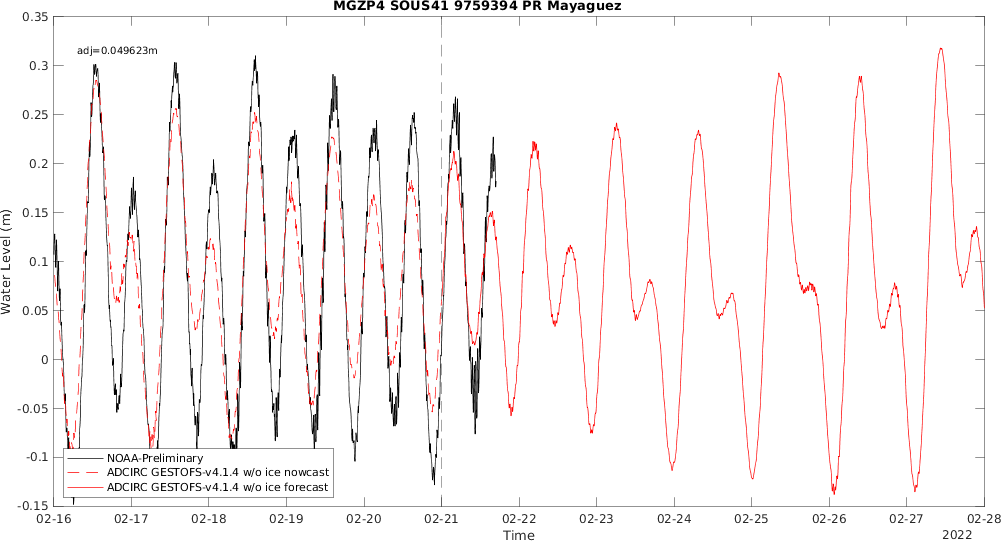 MGZP4 SOUS41 9759394 PR Mayaguez
adj=0.049623m
0.35
0.3
0.25
0.2
0.15
0.1
0.05
0
-0.05
-0.1
-0.15
Water Level (m)
NOAA-Preliminary
ADCIRC GESTOFS-v4.1.4 w/o ice nowcast
ADCIRC GESTOFS-v4.1.4 w/o ice forecast
02-16 02-17 02-18 02-19 02-20 02-21 02-22 02-23 02-24 02-25 02-26 02-27 02-28
Time
2022